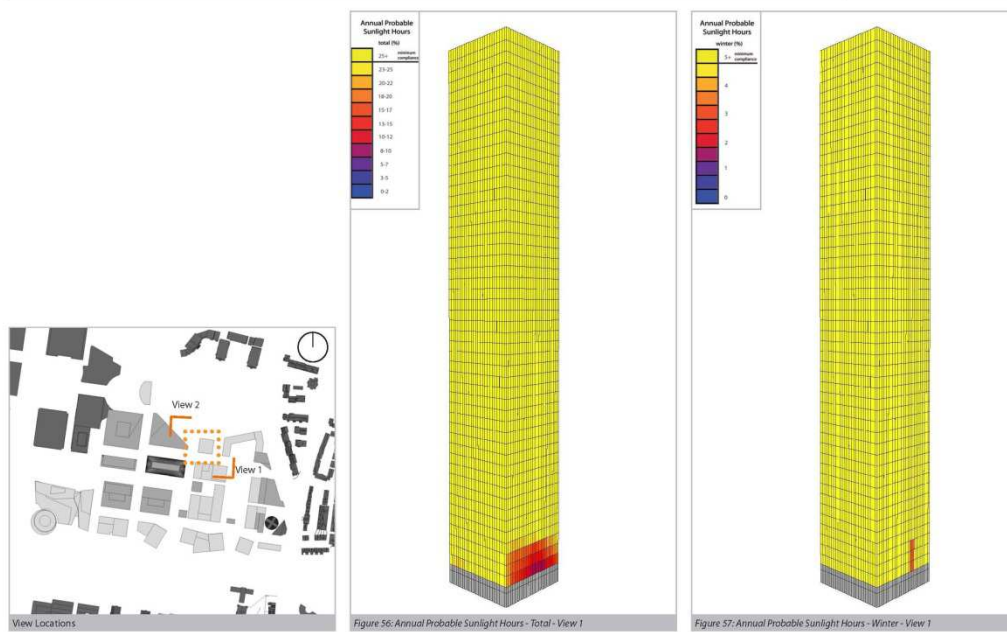 Annual Probable
Sunlight Hours
total (%)
25+ minimum
compliance
23-25
20-22
18-20
15-17
13-15
10-12
8-10
5-7
3-5
0-2
Annual Probable
Sunlight Hours
winter (%)
5+ minimum
compliance
4
3
2
1
0
View 2
View 1
View Locations
Figure 56: Annual Probable Sunlight Hours - Total - View 1
Figure 57: Annual Probable Sunlight Hours - Winter - View 1